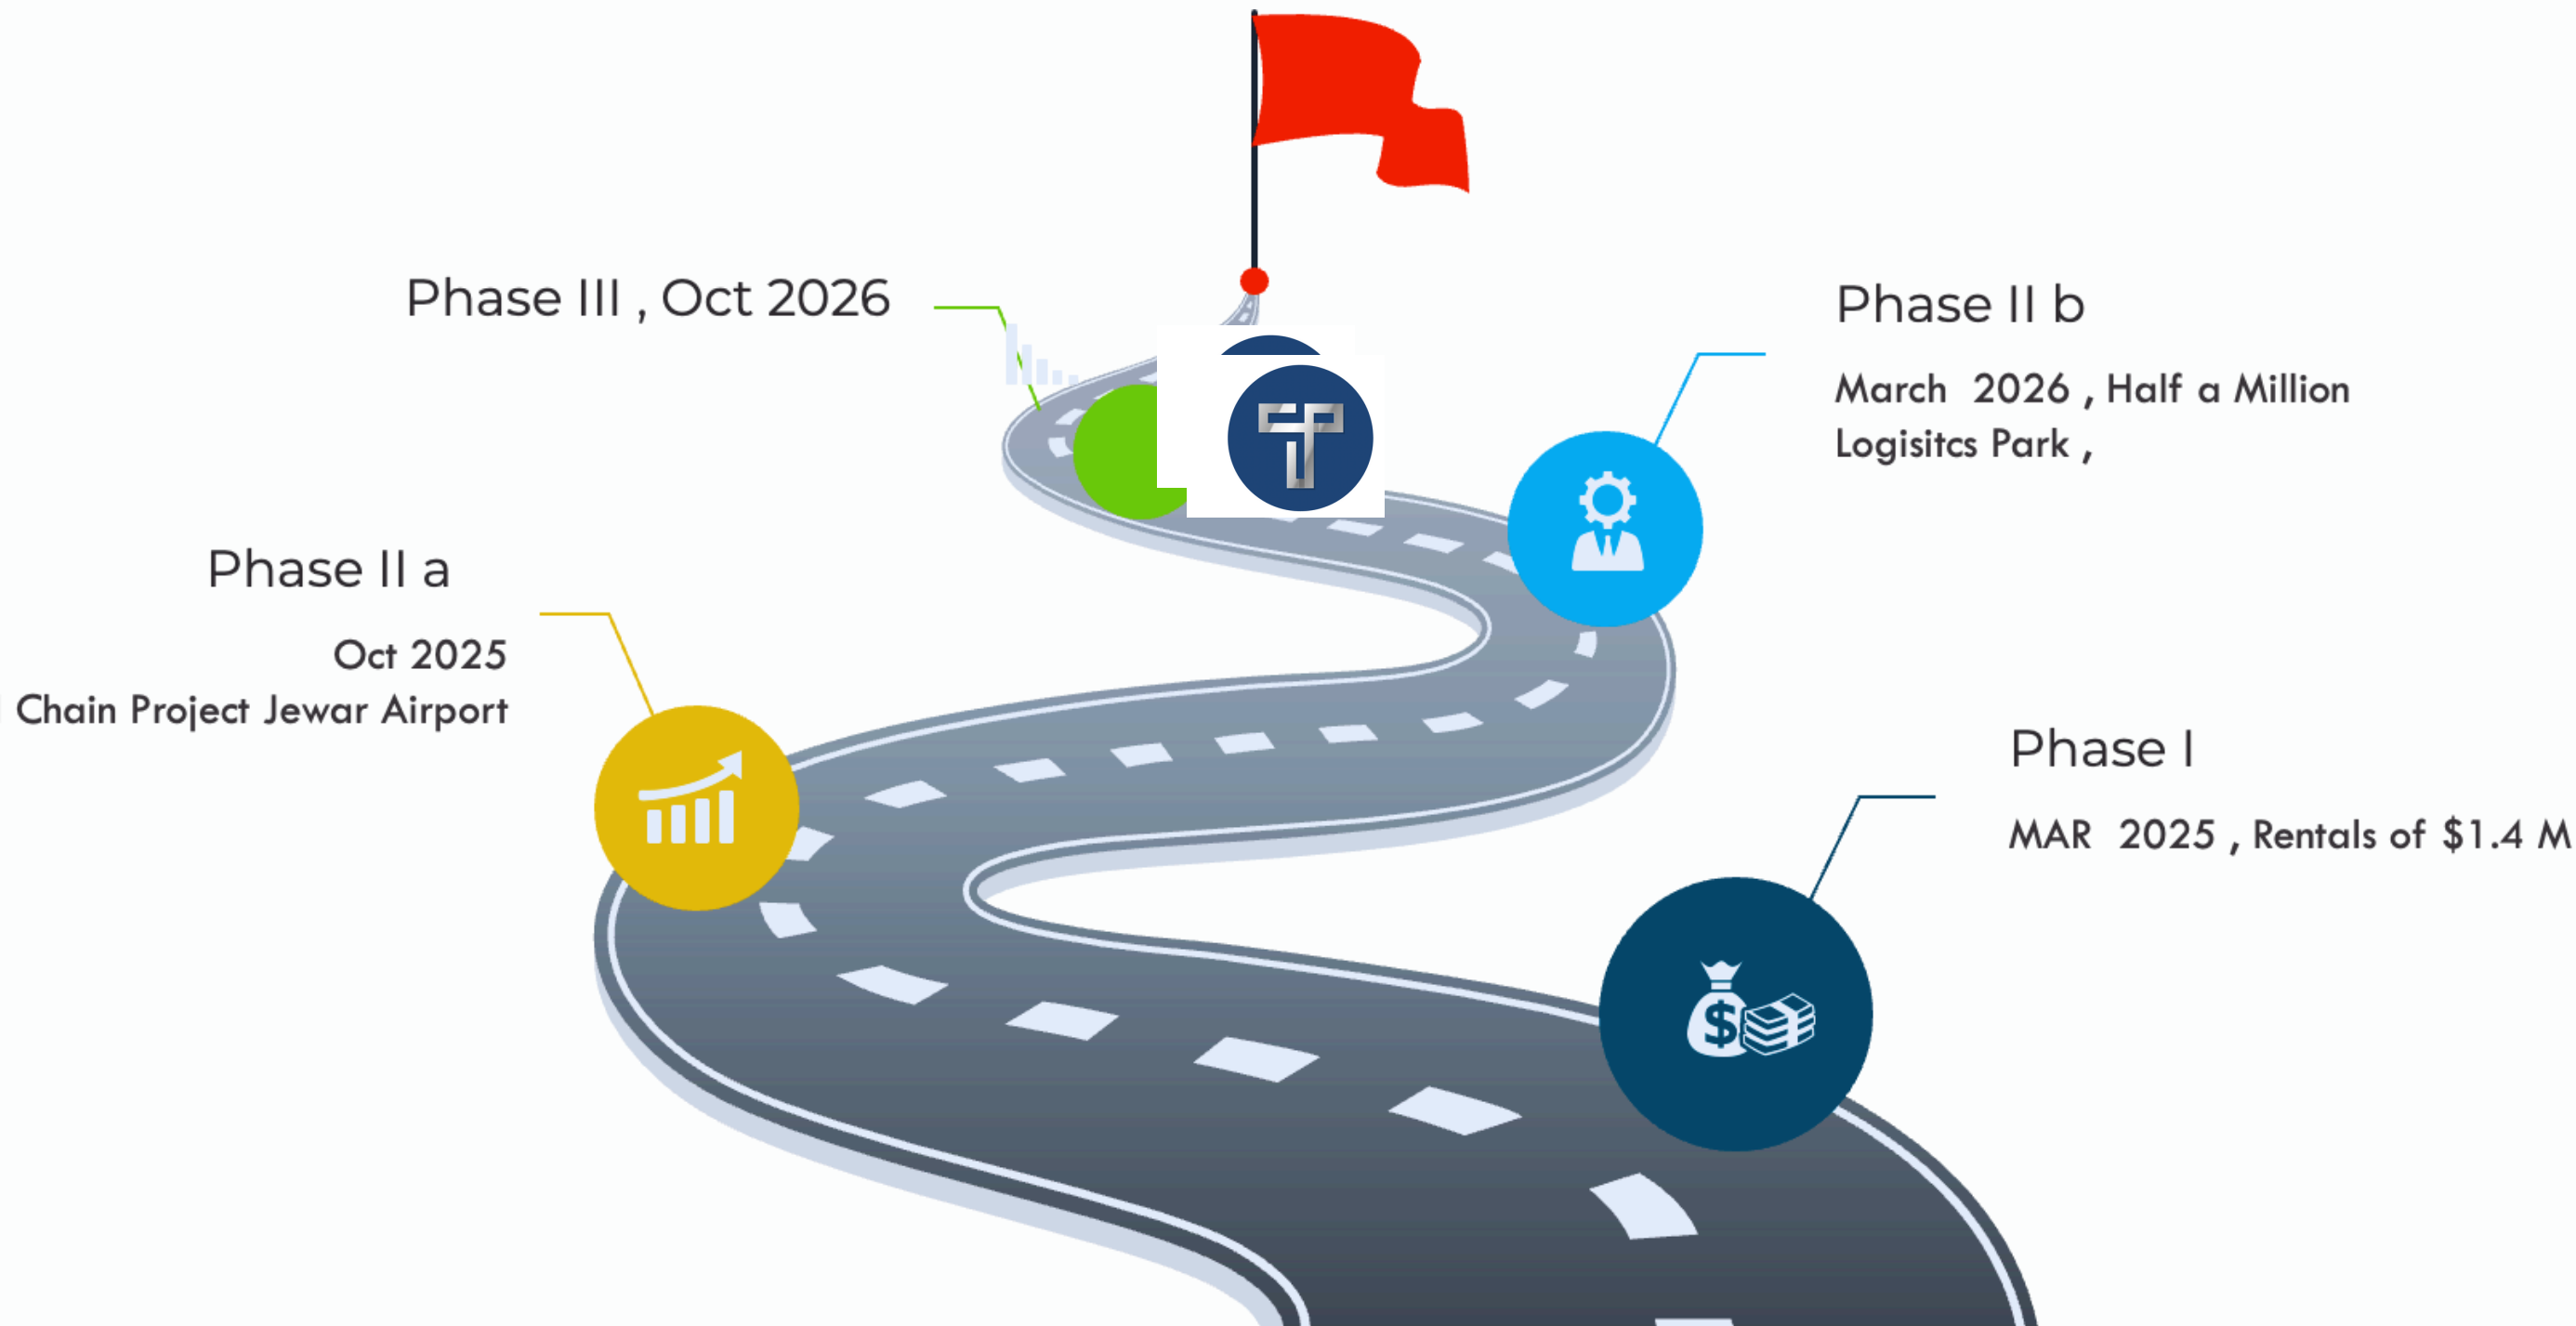 Phase III , Oct 2026
Phase II b
March 2026 , Half a Million
Logisitcs Park ,
Phase II a
Oct 2025
Chain Project Jewar Airport
Phase I
MAR 2025 , Rentals of $1.4 M